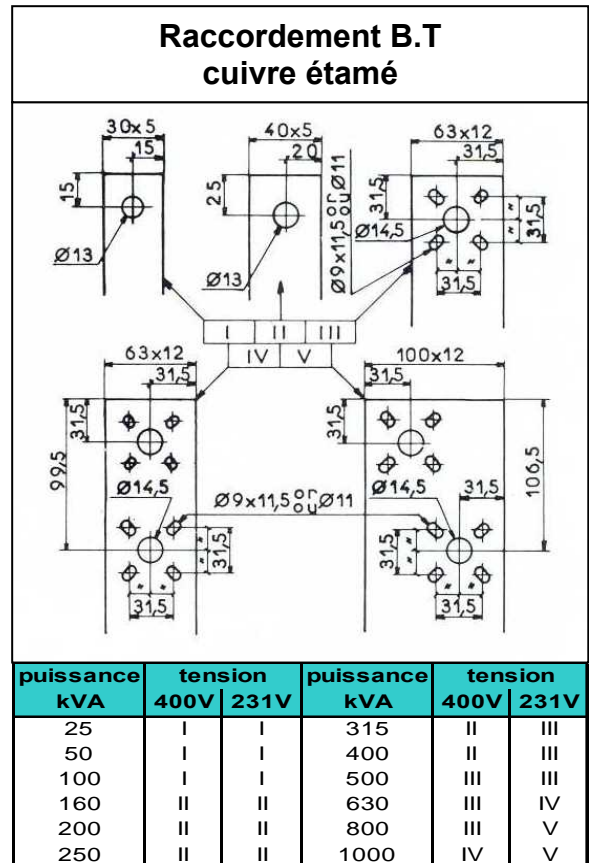 Raccordement B.T
cuivre étamé
30x5
15
15
Ø13
40x5
20
25
Ø13
63x12
31,5
31,5
Ø9x11,5 or ou Ø11
Ø14,5
31,5
31,5
I II III
IV V
63x12
31,5
31,5
99,5
Ø14,5
Ø9x11,5 or ou Ø11
31,5
31,5
100x12
31,5
31,5
Ø14,5
31,5
106,5
31,5
31,5
puissance tension puissance tension
kVA 400V 231V kVA 400V 231V
25 I I 315 II III
50 I I 400 II III
100 I I 500 III III
160 II II 630 III IV
200 II II 800 III V
250 II II 1000 IV V